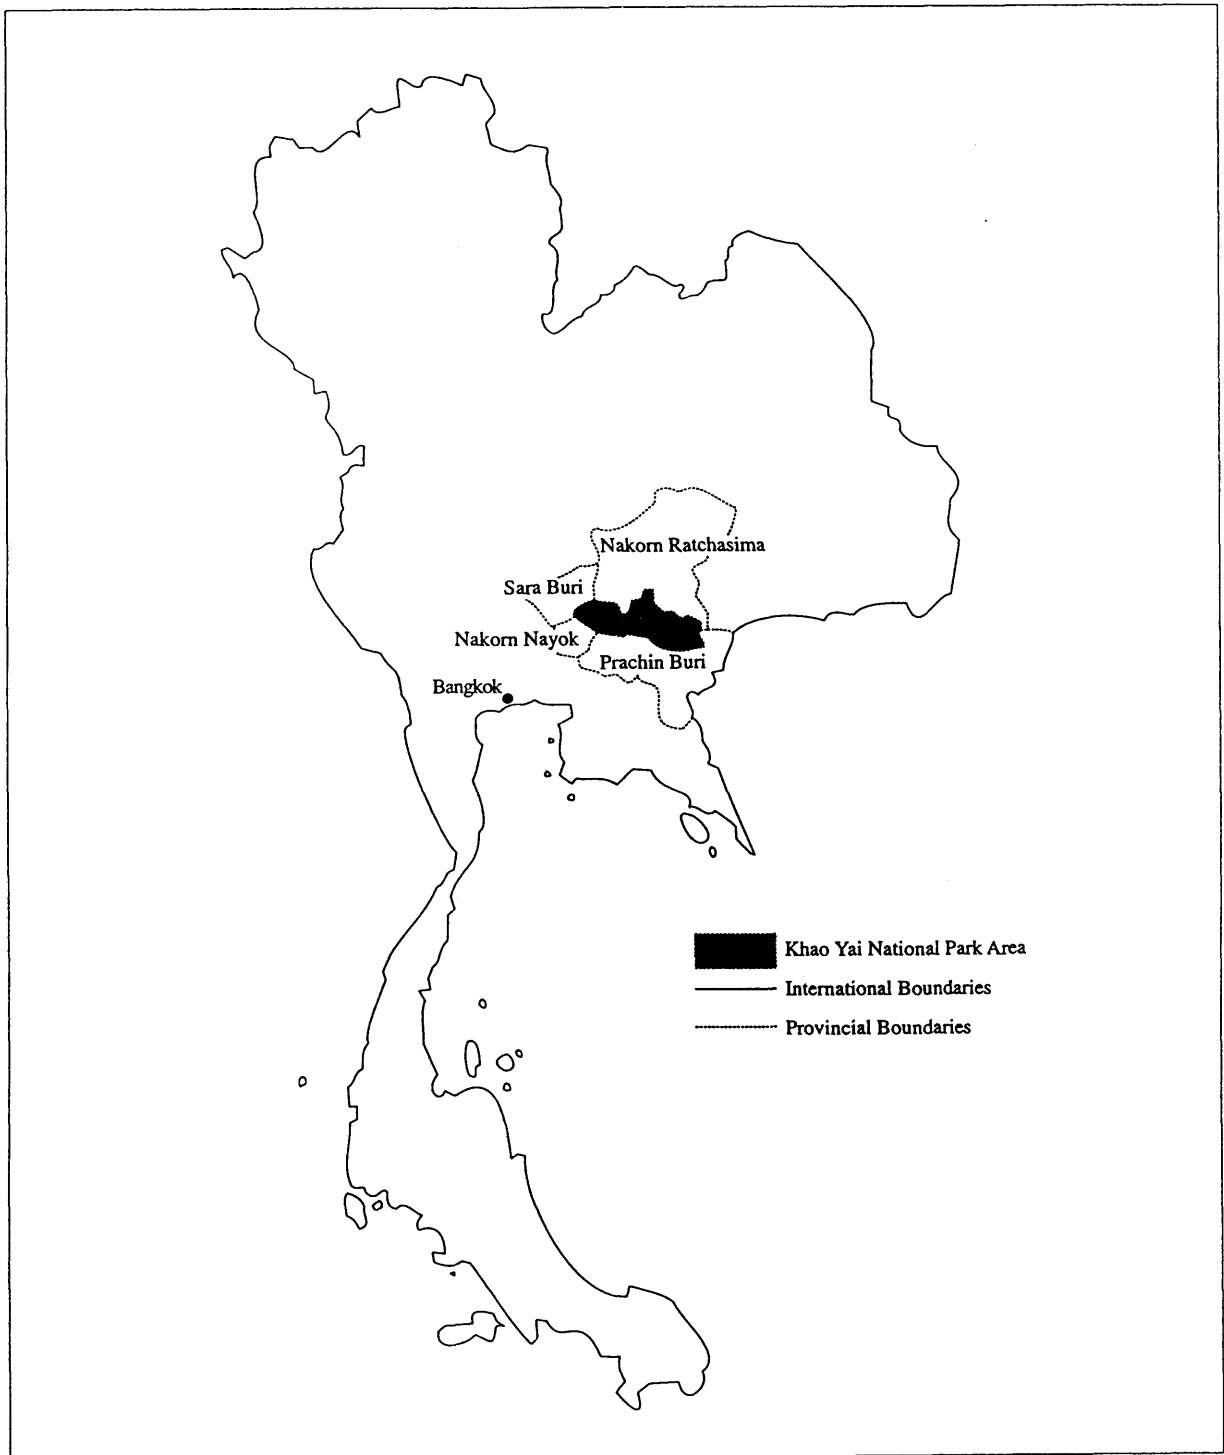 Nakorn Ratchasima
Sara Buri
Nakorn Nayok
Prachin Buri
Bangkok
Khao Yai National Park Area
International Boundaries
Provincial Boundaries